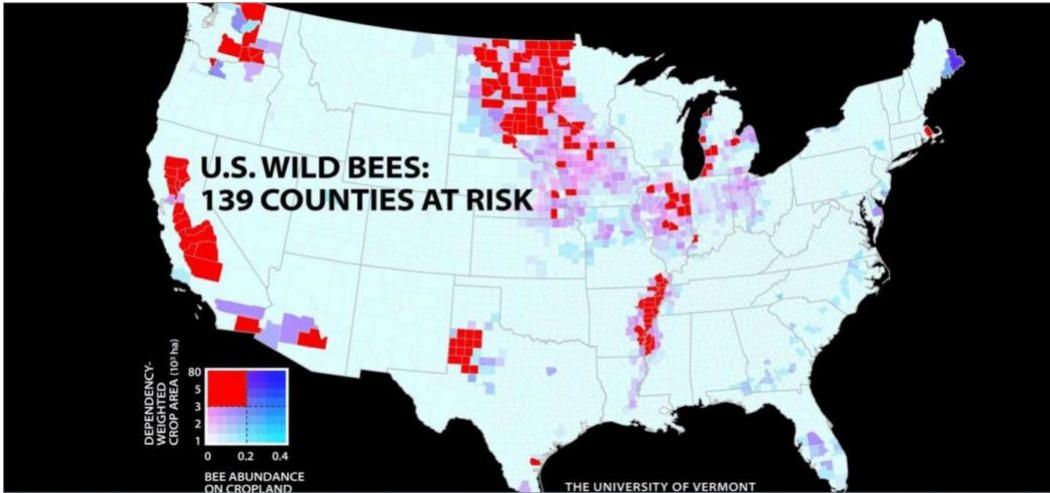 U.S. WILD BEES:
139 COUNTIES AT RISK
DEPENDENCY-
WEIGHTED
CROP AREA (10³ ha)
80
5
3
2
1
0 0.2 0.4
BEE ABUNDANCE
ON CROPLAND
THE UNIVERSITY OF VERMONT